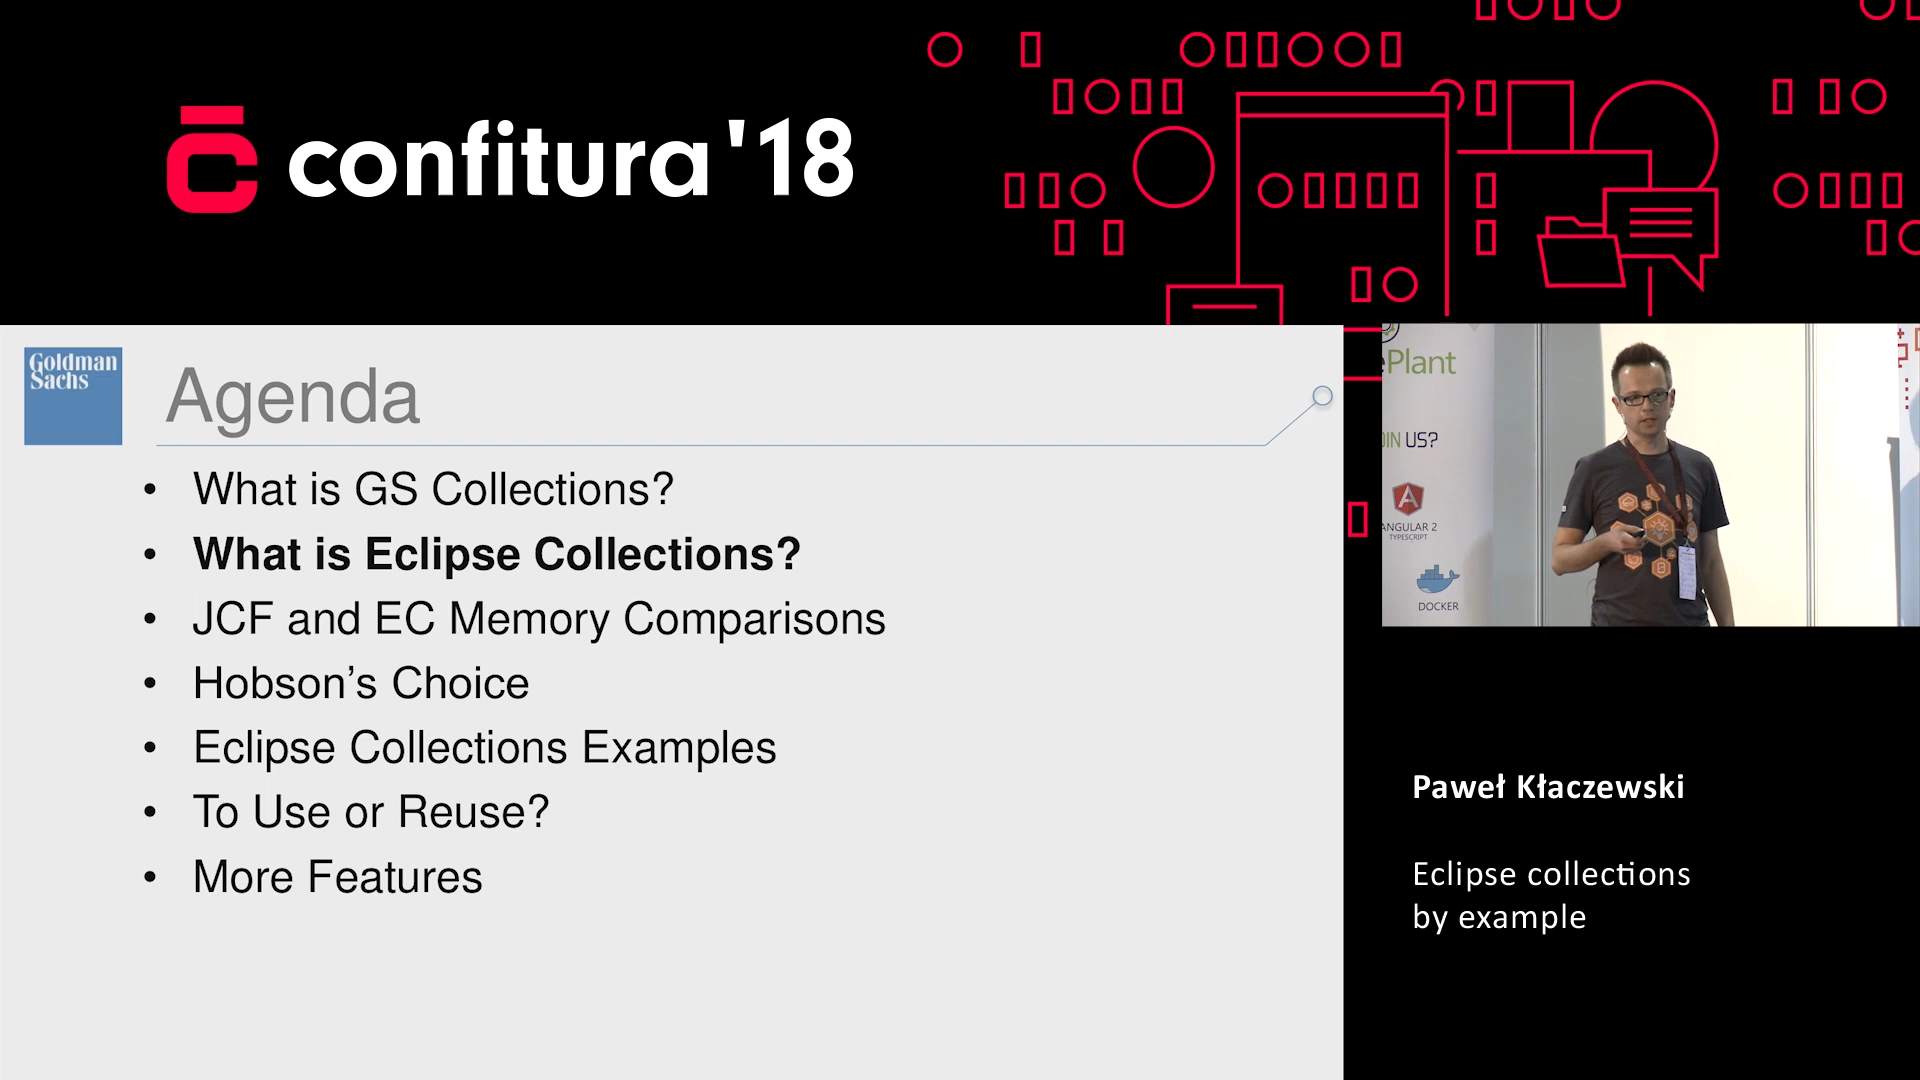 confitura '18
Goldman
Sachs
Agenda
• What is GS Collections?
• What is Eclipse Collections?
• JCF and EC Memory Comparisons
• Hobson’s Choice
• Eclipse Collections Examples
• To Use or Reuse?
• More Features
ePlant
OIN US?
ANGULAR 2
TYPESCRIPT
DOCKER
Paweł Kłaczewski
Eclipse collections
by example